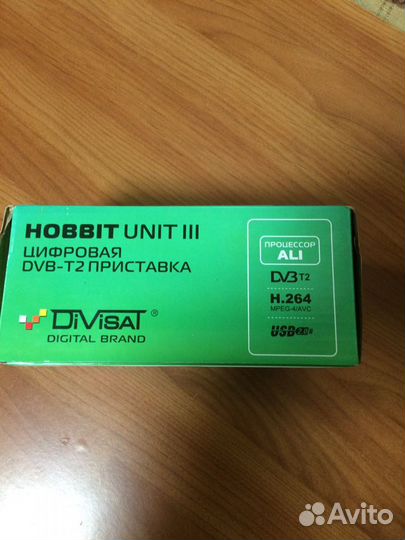 HOBBIT UNIT III
ЦИФРОВАЯ
DVB-T2 ПРИСТАВКА
DiViSAT®
DIGITAL BRAND
ПРОЦЕССОР
ALI
DVB T2
H.264
MPEG-4/AVC
USB 2.0
Avito